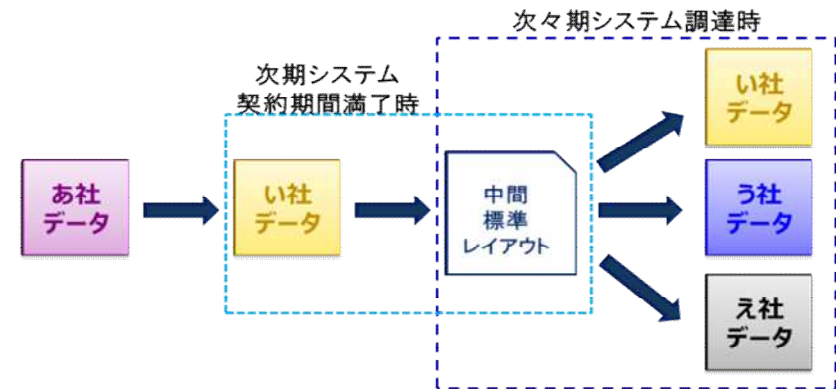 次々期システム調達時
次期システム
契約期間満了時
あ社
データ
い社
データ
中間
標準
レイアウト
い社
データ
う社
データ
え社
データ